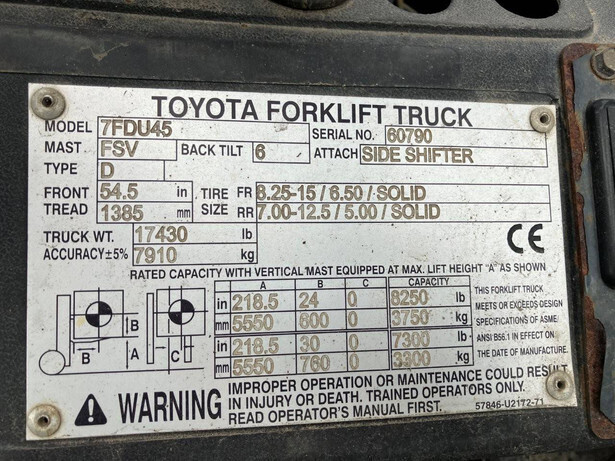 TOYOTA FORKLIFT TRUCK
MODEL 7FDU45 SERIAL NO. 60790
MAST FSV BACK TILT 6 ATTACH SIDE SHIFTER
TYPE D
FRONT 54.5 in TIRE FR 8.25-15 / 6.50 / SOLID
TREAD 1385 mm SIZE RR 7.00-12.5 / 5.00 / SOLID
TRUCK WT. 17430 lb
ACCURACY±5% 7910 kg CE
RATED CAPACITY WITH VERTICAL MAST EQUIPPED AT MAX. LIFT HEIGHT "A" AS SHOWN
A B C CAPACITY
in 218.5 24 0 8250 lb
mm 5550 600 0 3750 kg
in 218.5 30 0 7300 lb
mm 5550 760 0 3300 kg
THIS FORKLIFT TRUCK
MEETS OR EXCEEDS DESIGN
SPECIFICATIONS OF ASME/
ANSI B56.1 IN EFFECT ON
THE DATE OF MANUFACTURE.
B
B A C
WARNING
IMPROPER OPERATION OR MAINTENANCE COULD RESULT
IN INJURY OR DEATH. TRAINED OPERATORS ONLY.
READ OPERATOR'S MANUAL FIRST.
57846-U2172-71